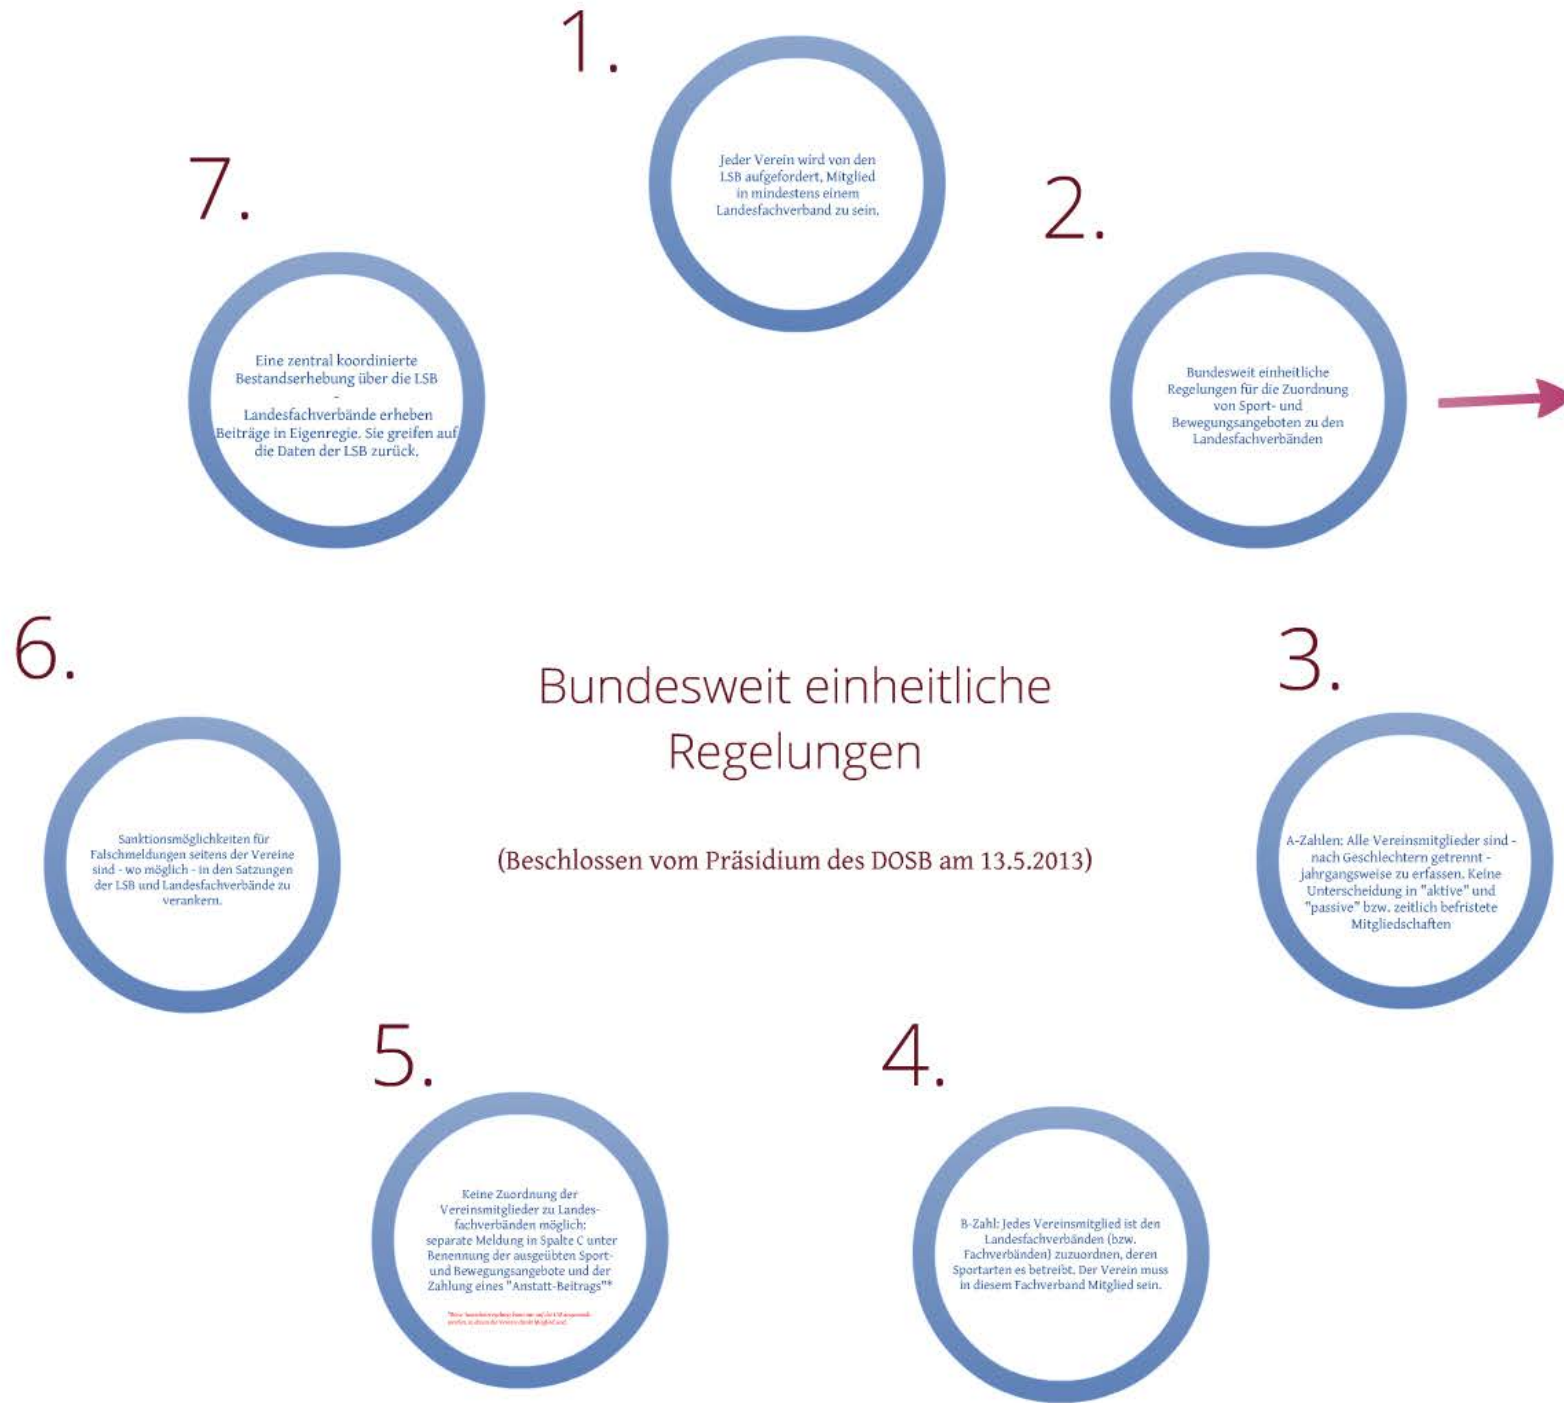 1.
Jeder Verein wird von den
LSB aufgefordert, Mitglied
in mindestens einem
Landesfachverband zu sein.
2.
Bundesweit einheitliche
Regelungen für die Zuordnung
von Sport- und
Bewegungsangeboten zu den
Landesfachverbänden
3.
A-Zahlen: Alle Vereinsmitglieder sind -
nach Geschlechtern getrennt -
jahrgangsweise zu erfassen. Keine
Unterscheidung in "aktive" und
"passive" bzw. zeitlich befristete
Mitgliedschaften
4.
B-Zahl: Jedes Vereinsmitglied ist den
Landesfachverbänden (bzw.
Fachverbänden) zuzuordnen, deren
Sportarten es betreibt. Der Verein muss
in diesem Fachverband Mitglied sein.
5.
Keine Zuordnung der
Vereinsmitglieder zu Landes-
fachverbänden möglich:
separate Meldung in Spalte C unter
Benennung der ausgeübten Sport-
und Bewegungsangebote und der
Zahlung eines "Anstatt-Beitrags"*
6.
Sanktionsmöglichkeiten für
Falschmeldungen seitens der Vereine
sind - wo möglich - in den Satzungen
der LSB und Landesfachverbände zu
verankern.
7.
Eine zentral koordinierte
Bestandserhebung über die LSB
-
Landesfachverbände erheben
Beiträge in Eigenregie. Sie greifen auf
die Daten der LSB zurück.
Bundesweit einheitliche
Regelungen
(Beschlossen vom Präsidium des DOSB am 13.5.2013)